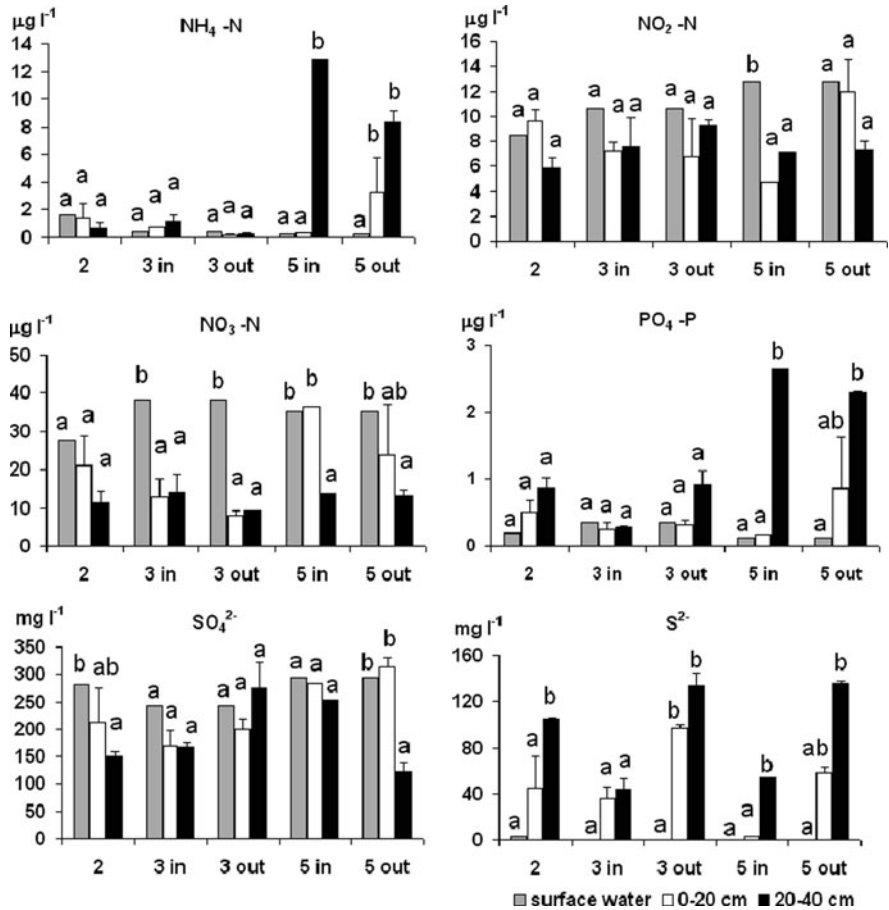 µg l⁻¹ NH₄ -N
14
12
10
8
6
4
2
0
a a a a a a a a a a a b a b b
2 3 in 3 out 5 in 5 out
µg l⁻¹ NO₂ -N
16
14
12
10
8
6
4
2
0
a a a a a a a a a b a a a a a
2 3 in 3 out 5 in 5 out
µg l⁻¹ NO₃ -N
50
40
30
20
10
0
a a a b a a b a a b b a b ab a
2 3 in 3 out 5 in 5 out
µg l⁻¹ PO₄ -P
3
2
1
0
a a a a a a a a a a a b a ab b
2 3 in 3 out 5 in 5 out
mg l⁻¹ SO₄²⁻
350
300
250
200
150
100
50
0
b ab a a a a a a a a a a b b a
2 3 in 3 out 5 in 5 out
mg l⁻¹ S²⁻
160
120
80
40
0
a a b a a a a b b a a b a ab b
2 3 in 3 out 5 in 5 out
surface water 0-20 cm 20-40 cm